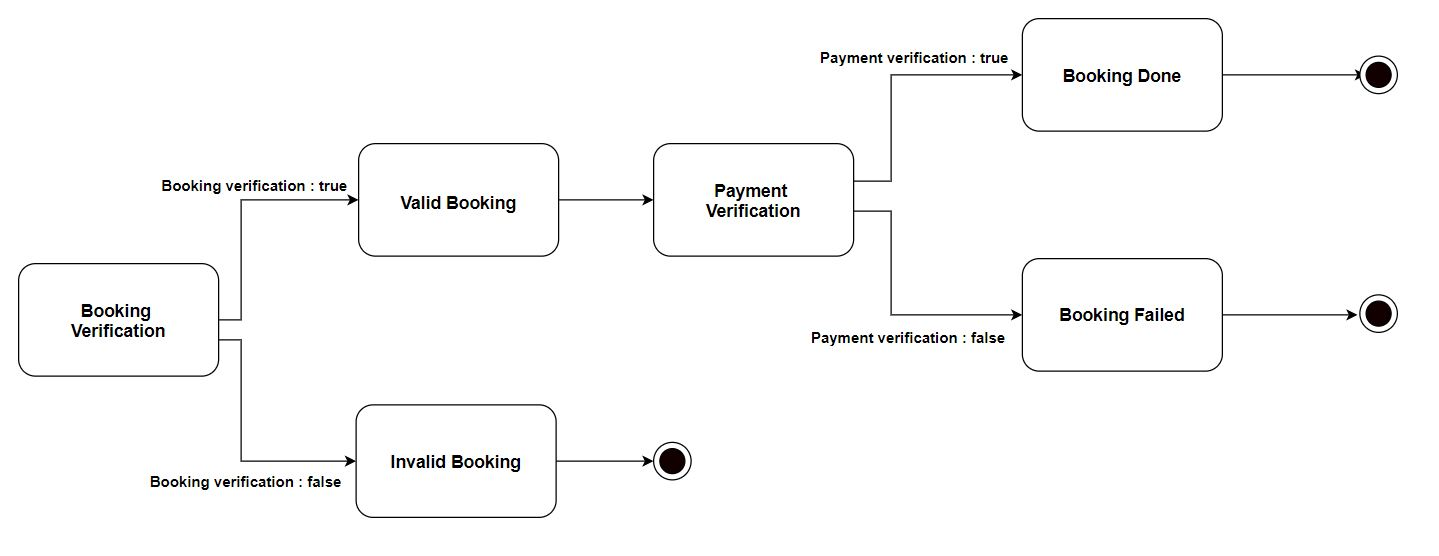 Payment verification : true
Booking Done
Booking verification : true
Valid Booking
Payment
Verification
Booking
Verification
Booking Failed
Payment verification : false
Invalid Booking
Booking verification : false